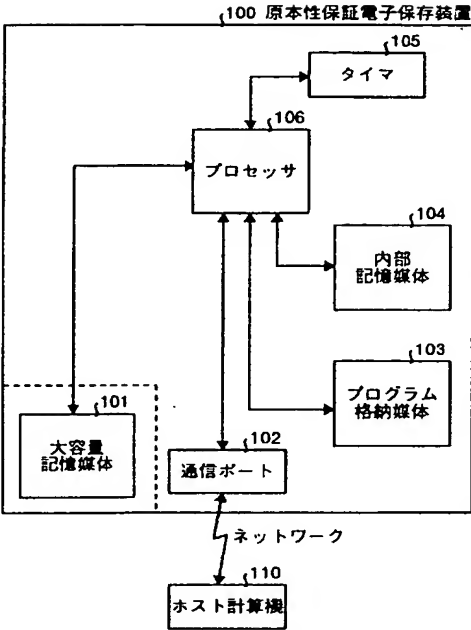 100 原本性保証電子保存装置
105
タイマ
106
プロセッサ
104
内部
記憶媒体
103
プログラム
格納媒体
101
大容量
記憶媒体
102
通信ポート
ネットワーク
110
ホスト計算機